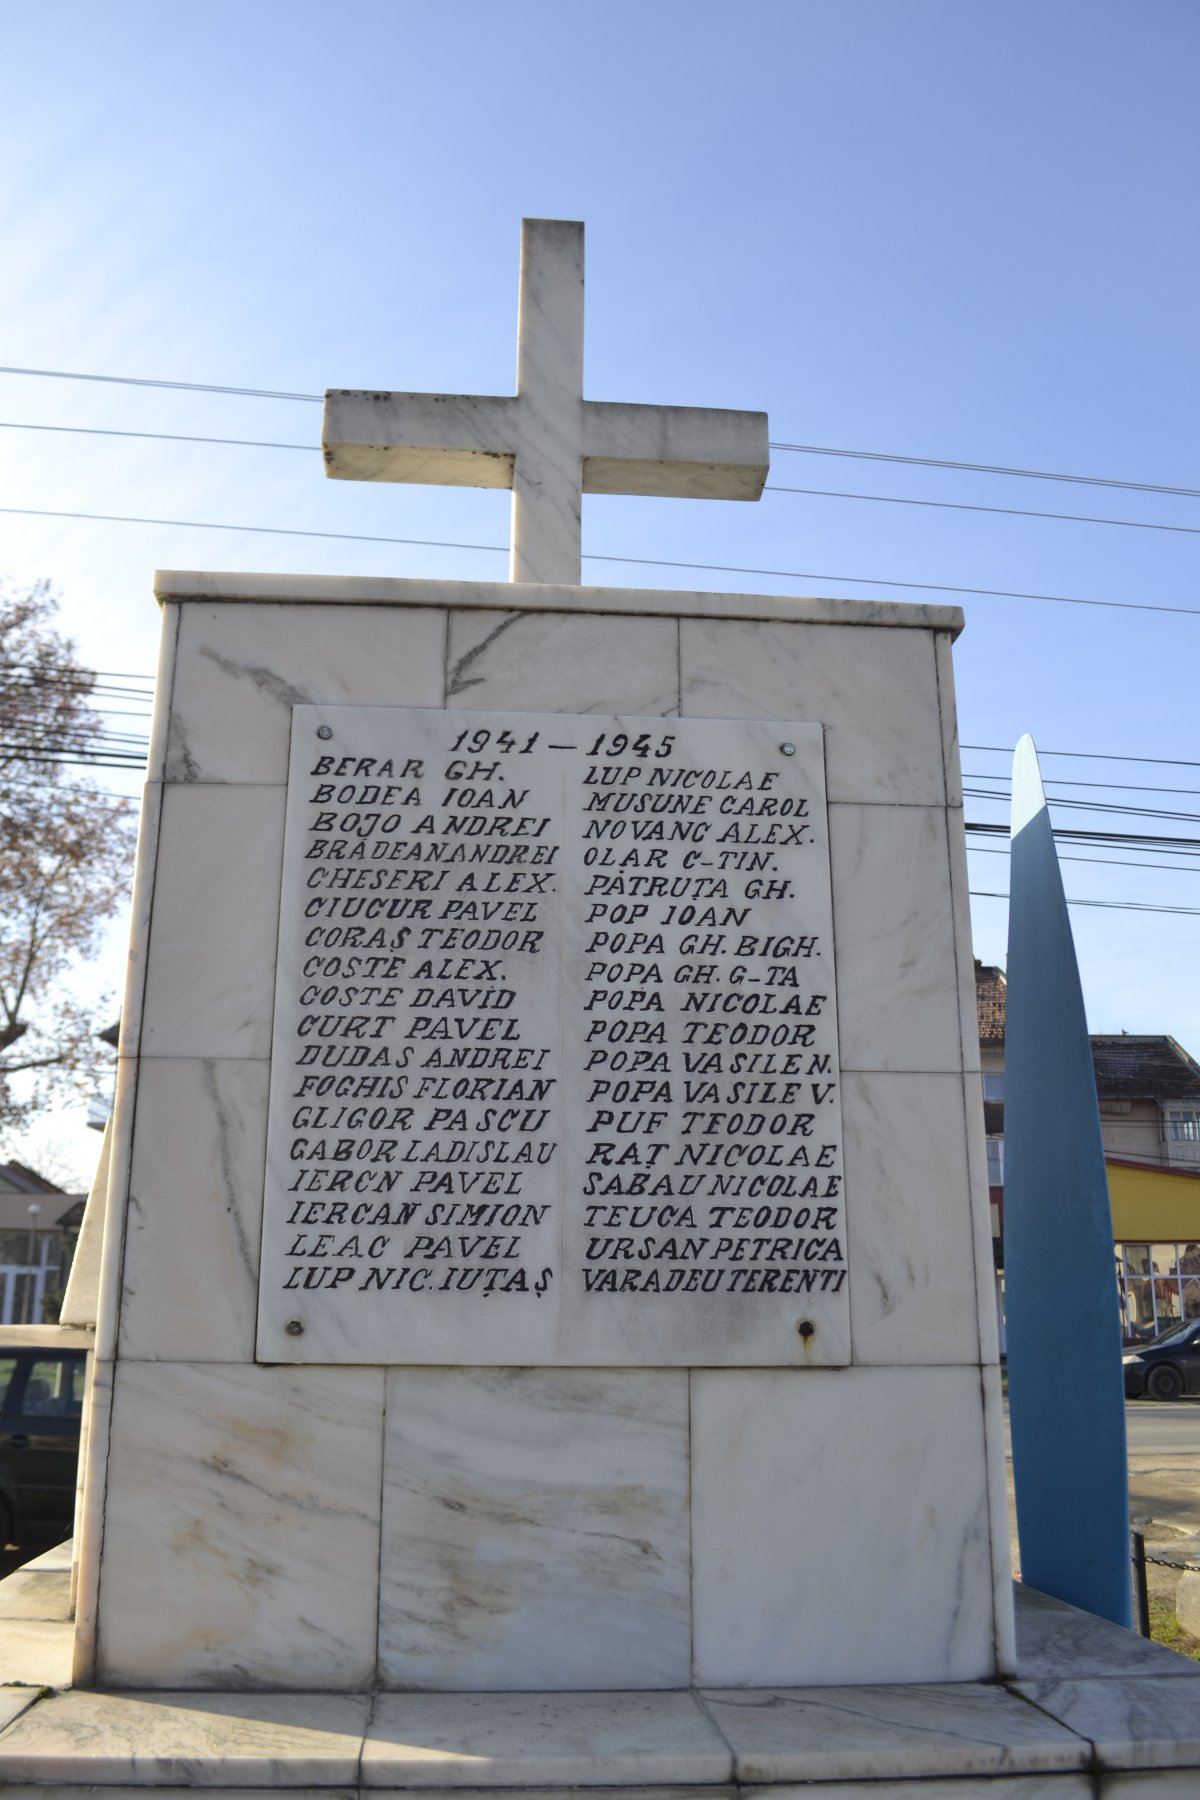 1941-1945
BERAR GH.
BODEA IOAN
BOJO ANDREI
BRADEAN ANDREI
CHESERI ALEX.
CIUCUR PAVEL
CORAȘ TEODOR
COSTE ALEX.
COSTE DAVID
CURT PAVEL
DUDAS ANDREI
FOGHIS FLORIAN
GLIGOR PASCU
GABOR LADISLAU
IERCN PAVEL
IERCAN SIMION
LEAC PAVEL
LUP NIC. IUȚAȘ
LUP NICOLAE
MUSUNE CAROL
NOVANC ALEX.
OLAR C-TIN.
PĂTRUȚA GH.
POP IOAN
POPA GH. BIGH.
POPA GH. G-TA
POPA NICOLAE
POPA TEODOR
POPA VASILE N.
POPA VASILE V.
PUF TEODOR
RAȚ NICOLAE
SABĂU NICOLAE
TEUCA TEODOR
URSAN PETRICA
VARADEU TERENTI